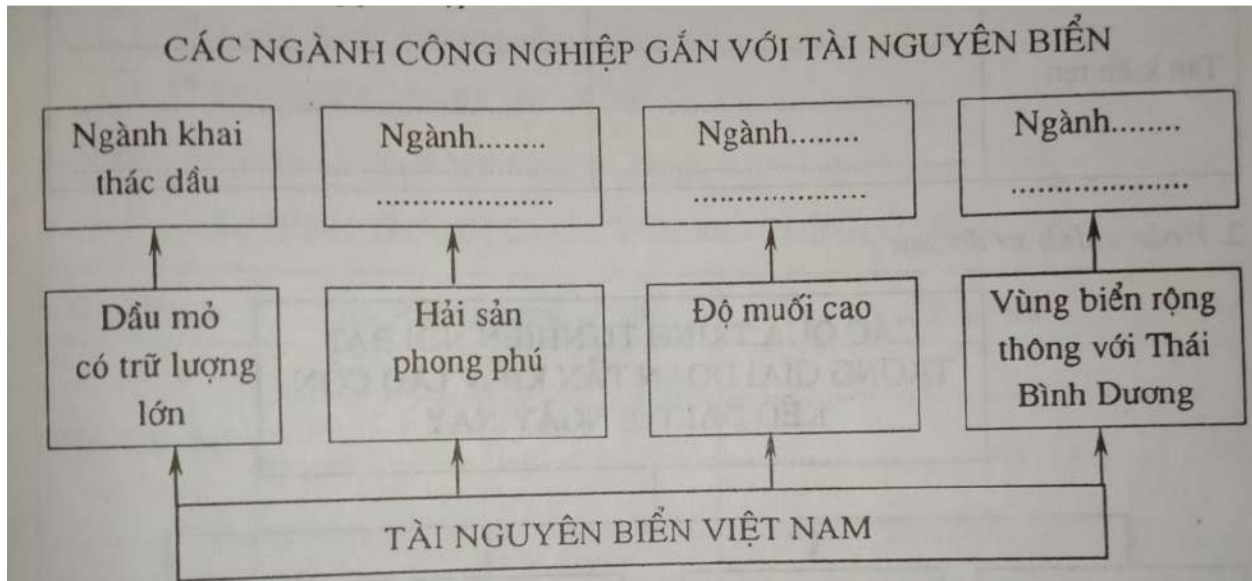 CÁC NGÀNH CÔNG NGHIỆP GẮN VỚI TÀI NGUYÊN BIỂN
Ngành khai
thác dầu
Ngành........
.....................
Ngành........
.....................
Ngành........
.....................
Dầu mỏ
có trữ lượng
lớn
Hải sản
phong phú
Độ muối cao
Vùng biển rộng
thông với Thái
Bình Dương
TÀI NGUYÊN BIỂN VIỆT NAM